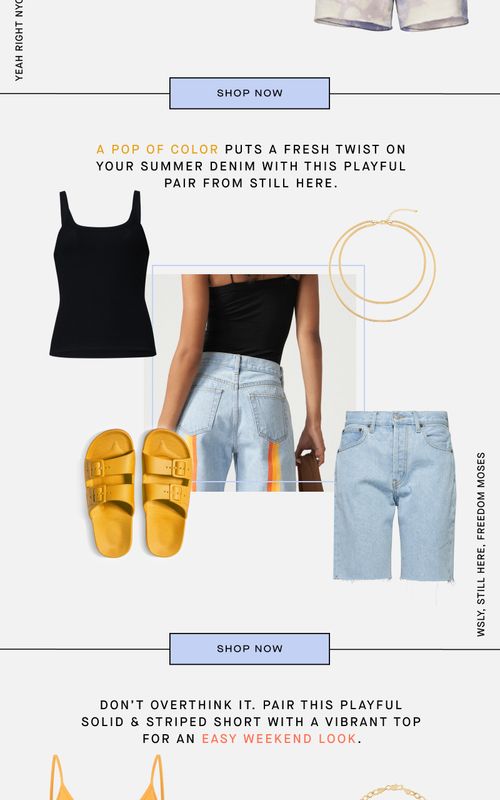 YEAH RIGHT NYC
SHOP NOW
A POP OF COLOR PUTS A FRESH TWIST ON
YOUR SUMMER DENIM WITH THIS PLAYFUL
PAIR FROM STILL HERE.
WSLY, STILL HERE, FREEDOM MOSES
SHOP NOW
DON'T OVERTHINK IT. PAIR THIS PLAYFUL
SOLID & STRIPED SHORT WITH A VIBRANT TOP
FOR AN EASY WEEKEND LOOK.